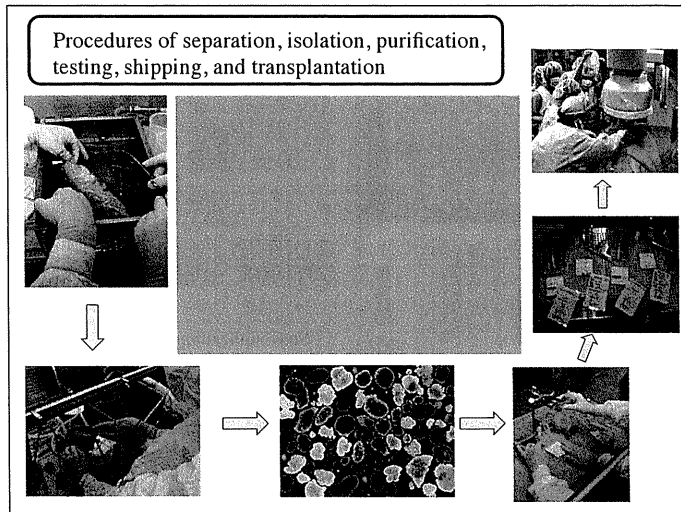 Procedures of separation, isolation, purification,
testing, shipping, and transplantation